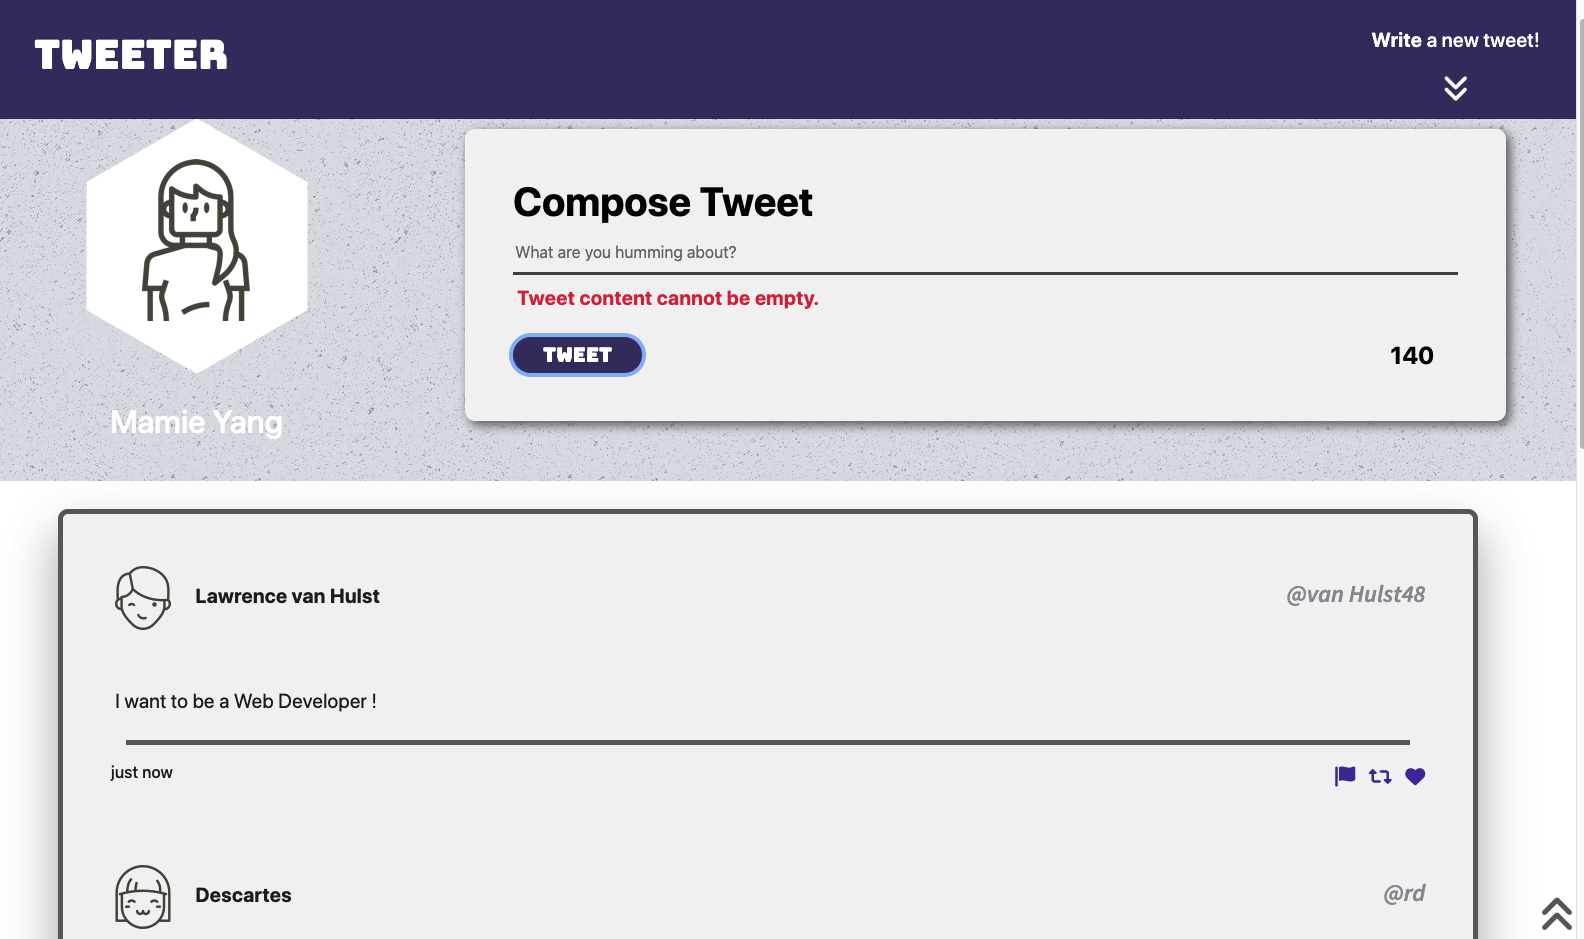 TWEETER
Write a new tweet!
Compose Tweet
What are you humming about?
Tweet content cannot be empty.
TWEET
140
Mamie Yang
Lawrence van Hulst
@van Hulst48
I want to be a Web Developer !
just now
Descartes
@rd